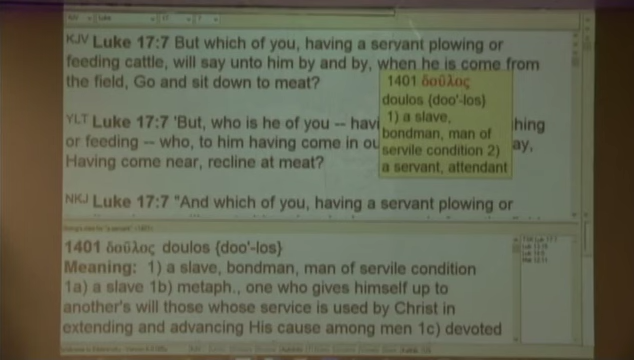 KJV Luke 17:7 But which of you, having a servant plowing or
feeding cattle, will say unto him by and by, when he is come from
the field, Go and sit down to meat?
1401 δοῦλος
doulos {doo'-los}
1) a slave,
bondman, man of
servile condition 2)
a servant, attendant
YLT Luke 17:7 'But, who is he of you -- havi hing
or feeding -- who, to him having come in ou ay,
Having come near, recline at meat?
NKJ Luke 17:7 "And which of you, having a servant plowing or
1401 δοῦλος doulos {doo'-los}
Meaning: 1) a slave, bondman, man of servile condition
1a) a slave 1b) metaph., one who gives himself up to
another's will those whose service is used by Christ in
extending and advancing His cause among men 1c) devoted